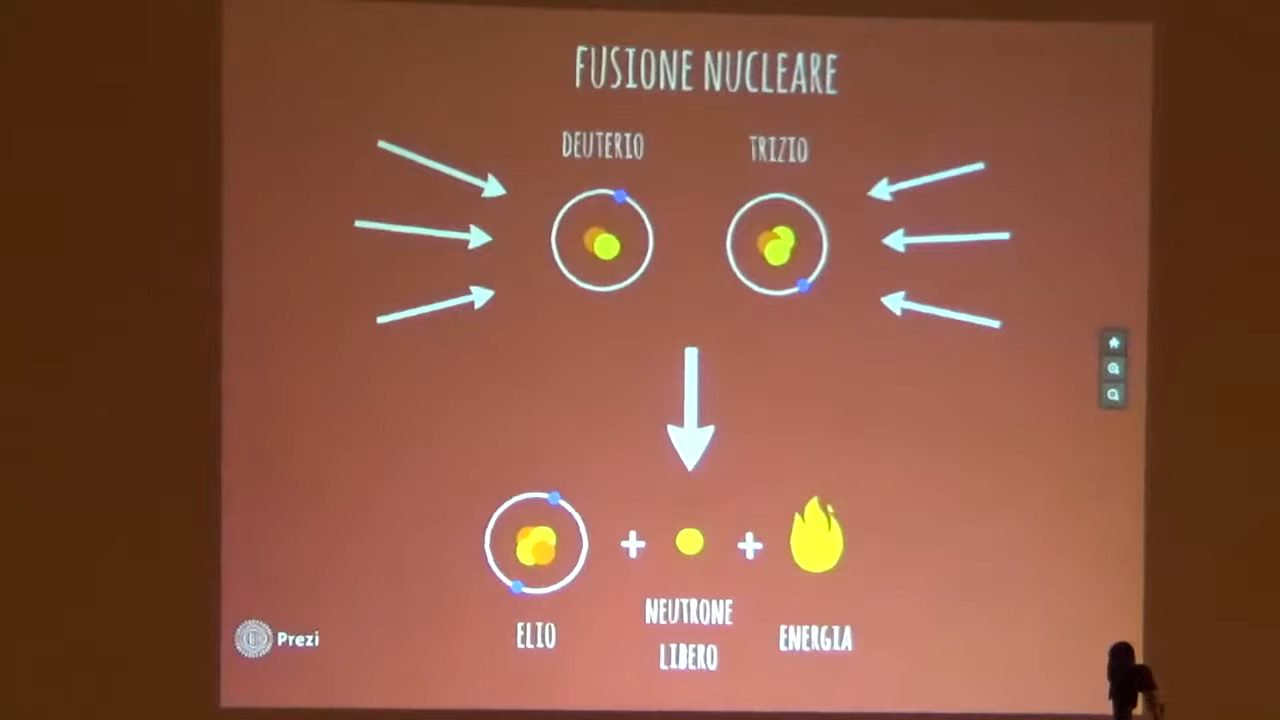 FUSIONE NUCLEARE
DEUTERIO
TRIZIO
+
+
NEUTRONE
LIBERO
ELIO
ENERGIA
Prezi